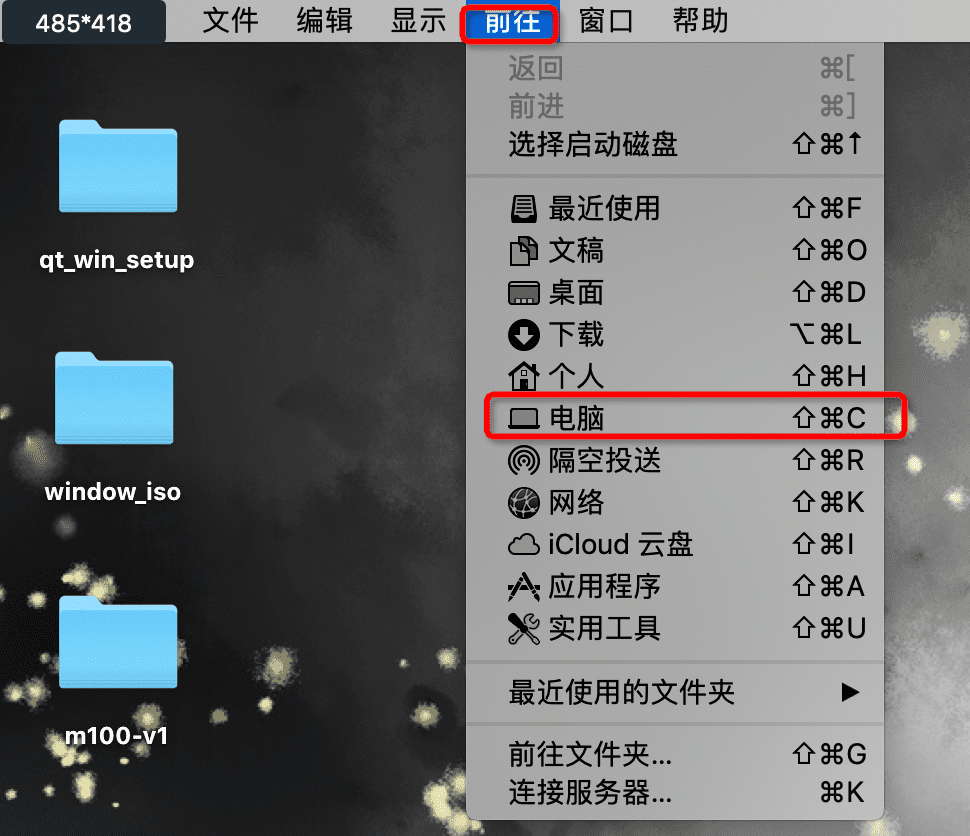 485*418 文件 编辑 显示 前往 窗口 帮助
返回 ⌘[
前进 ⌘]
选择启动磁盘 ⇧⌘↑
最近使用 ⇧⌘F
文稿 ⇧⌘O
桌面 ⇧⌘D
下载 ⌥⌘L
个人 ⇧⌘H
电脑 ⇧⌘C
隔空投送 ⇧⌘R
网络 ⇧⌘K
iCloud 云盘 ⇧⌘I
应用程序 ⇧⌘A
实用工具 ⇧⌘U
最近使用的文件夹 ▶
前往文件夹... ⇧⌘G
连接服务器... ⌘K
qt_win_setup
window_iso
m100-v1